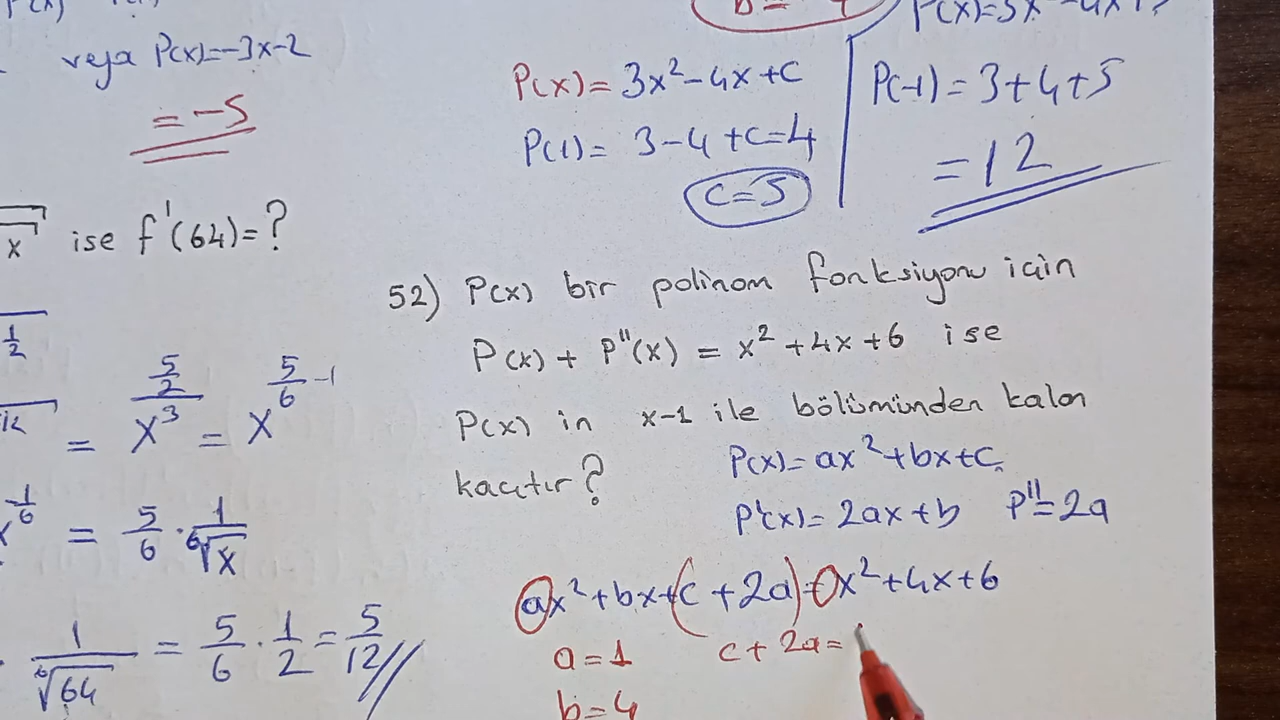 veya P(x)=-3x-2
= -5
x ise f'(64)=?
1/2
= x^(5/2)/x^3 = x^(5/6 - 1)
-1/6 = 5/6 · 1/⁶√x
1/⁶√64 = 5/6 · 1/2 = 5/12 //
P(x) = 3x² - 4x + c
P(1) = 3 - 4 + c = 4
c = 5
P(-1) = 3 + 4 + 5
= 12
52) P(x) bir polinom fonksiyonu için
P(x) + P''(x) = x² + 4x + 6 ise
P(x) in x-1 ile bölümünden kalan
kaçtır?
P(x) = ax² + bx + c
P'(x) = 2ax + b P'' = 2a
ax² + bx + (c + 2a) = x² + 4x + 6
a = 1
c + 2a =
b = 4